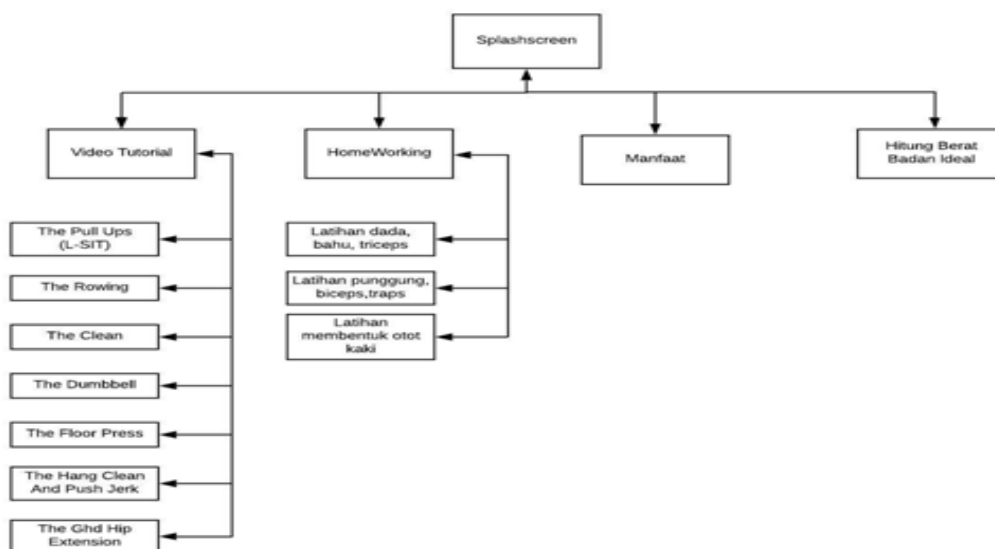 Splashscreen
Video Tutorial
HomeWorking
Manfaat
Hitung Berat
Badan Ideal
The Pull Ups
(L-SIT)
The Rowing
The Clean
The Dumbbell
The Floor Press
The Hang Clean
And Push Jerk
The Ghd Hip
Extension
Latihan dada,
bahu, triceps
Latihan punggung,
biceps,traps
Latihan
membentuk otot
kaki